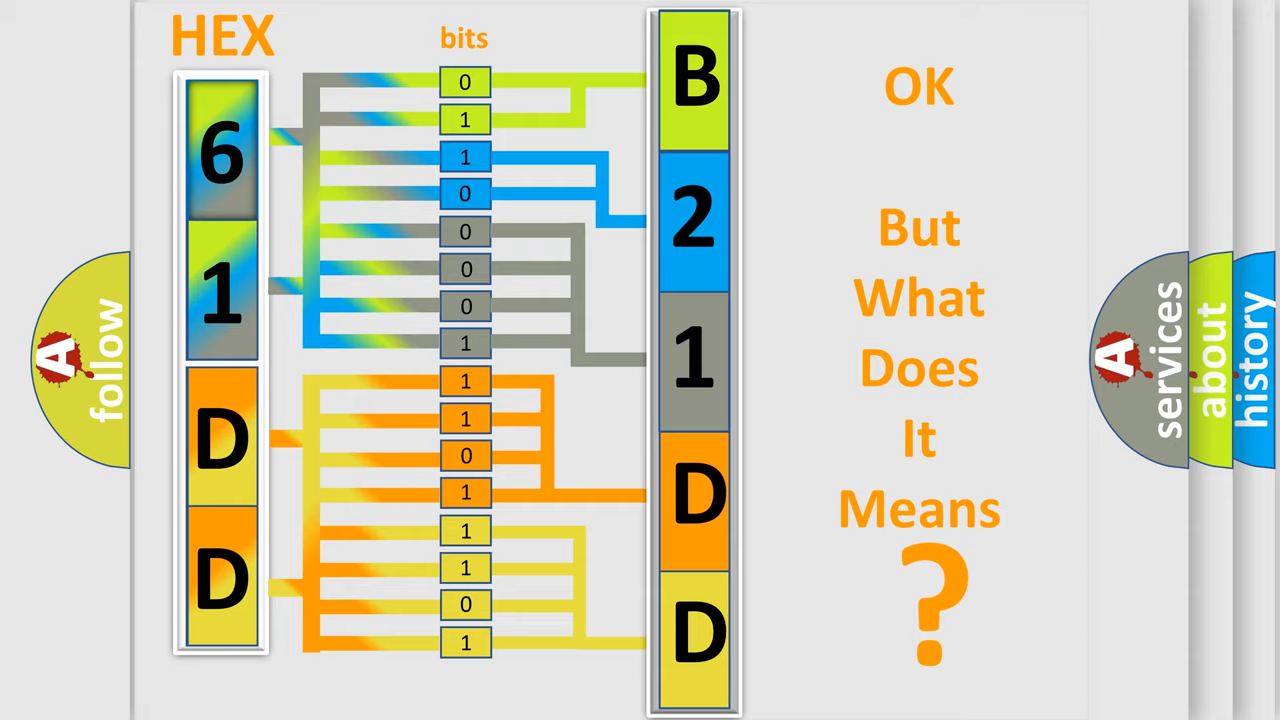 HEX
6
1
D
D
bits
0
1
1
0
0
0
0
1
1
1
0
1
1
1
0
1
B
2
1
D
D
OK
But
What
Does
It
Means
?
A
follow
A
services
about
history